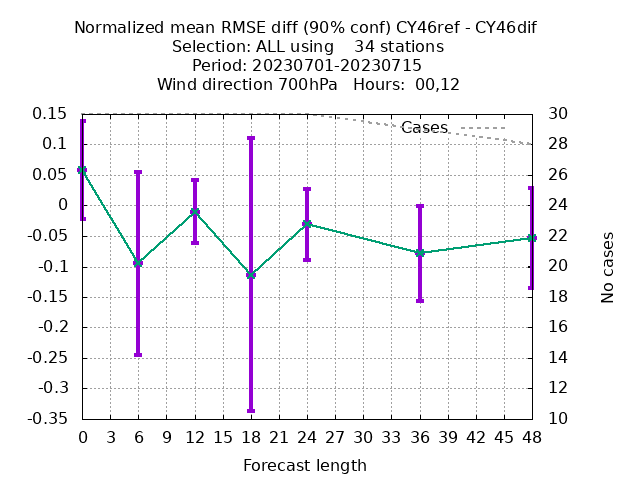 Normalized mean RMSE diff (90% conf) CY46ref - CY46dif
Selection: ALL using    34 stations
Period: 20230701-20230715
Wind direction 700hPa   Hours:  00,12
Cases
0.15
0.1
0.05
0
-0.05
-0.1
-0.15
-0.2
-0.25
-0.3
-0.35
30
28
26
24
22
20
18
16
14
12
10
No cases
0 3 6 9 12 15 18 21 24 27 30 33 36 39 42 45 48
Forecast length